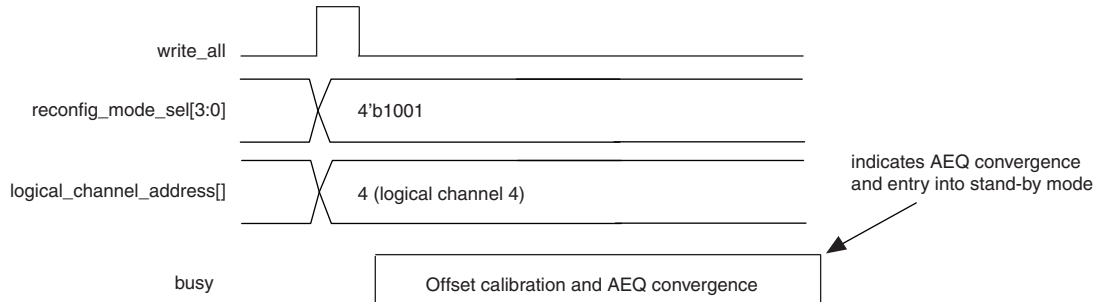 write_all
reconfig_mode_sel[3:0]
4'b1001
logical_channel_address[]
4 (logical channel 4)
indicates AEQ convergence
and entry into stand-by mode
busy
Offset calibration and AEQ convergence